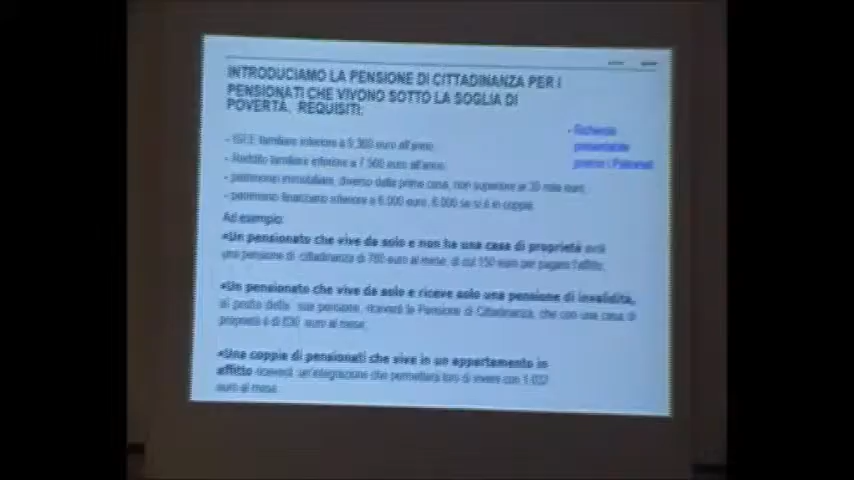 INTRODUCIAMO LA PENSIONE DI CITTADINANZA PER I
PENSIONATI CHE VIVONO SOTTO LA SOGLIA DI
POVERTÀ. REQUISITI:
- Richiesta
presentabile
presso i Patronati
- ISEE familiare inferiore a 9.360 euro all'anno
- Reddito familiare inferiore a 7.560 euro all'anno
- patrimonio immobiliare, diverso dalla prima casa, non superiore ai 30 mila euro
- patrimonio finanziario inferiore a 6.000 euro, 8.000 se si è in coppia
Ad esempio:
•Un pensionato che vive da solo e non ha una casa di proprietà avrà
una pensione di cittadinanza di 780 euro al mese, di cui 150 euro per pagare l'affitto;
•Un pensionato che vive da solo e riceve solo una pensione di invalidità,
al posto della sua pensione, riceverà la Pensione di Cittadinanza, che con una casa di
proprietà è di 630 euro al mese;
•Una coppia di pensionati che vive in un appartamento in
affitto riceverà un'integrazione che permetterà loro di vivere con 1.032
euro al mese